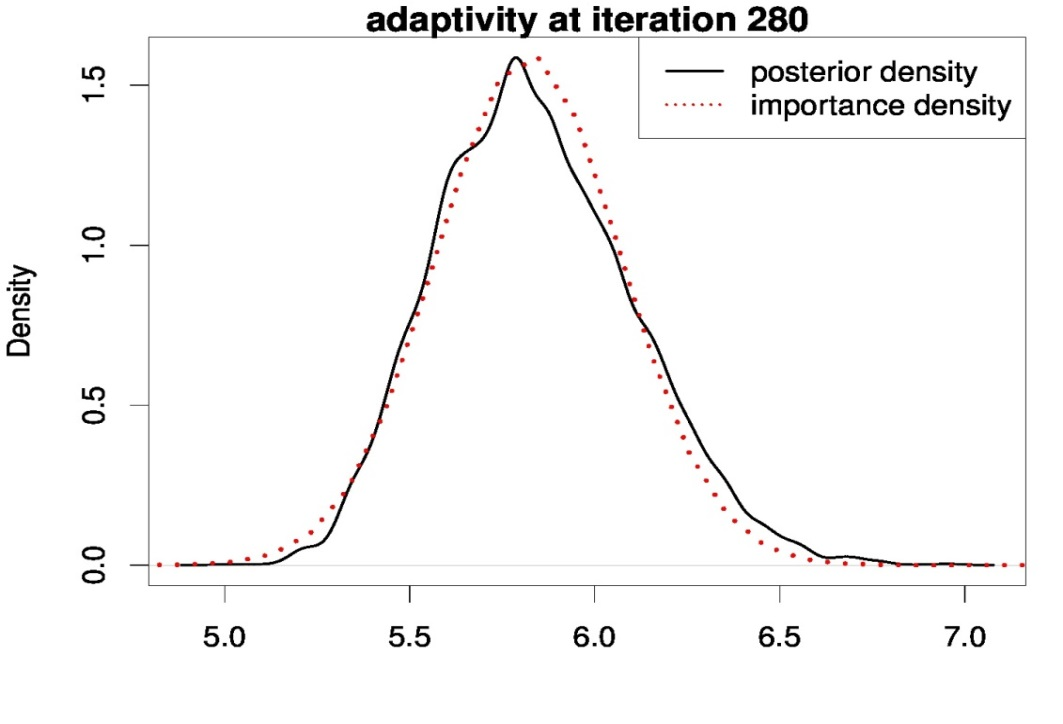 adaptivity at iteration 280
posterior density
importance density
Density
1.5
1.0
0.5
0.0
5.0 5.5 6.0 6.5 7.0